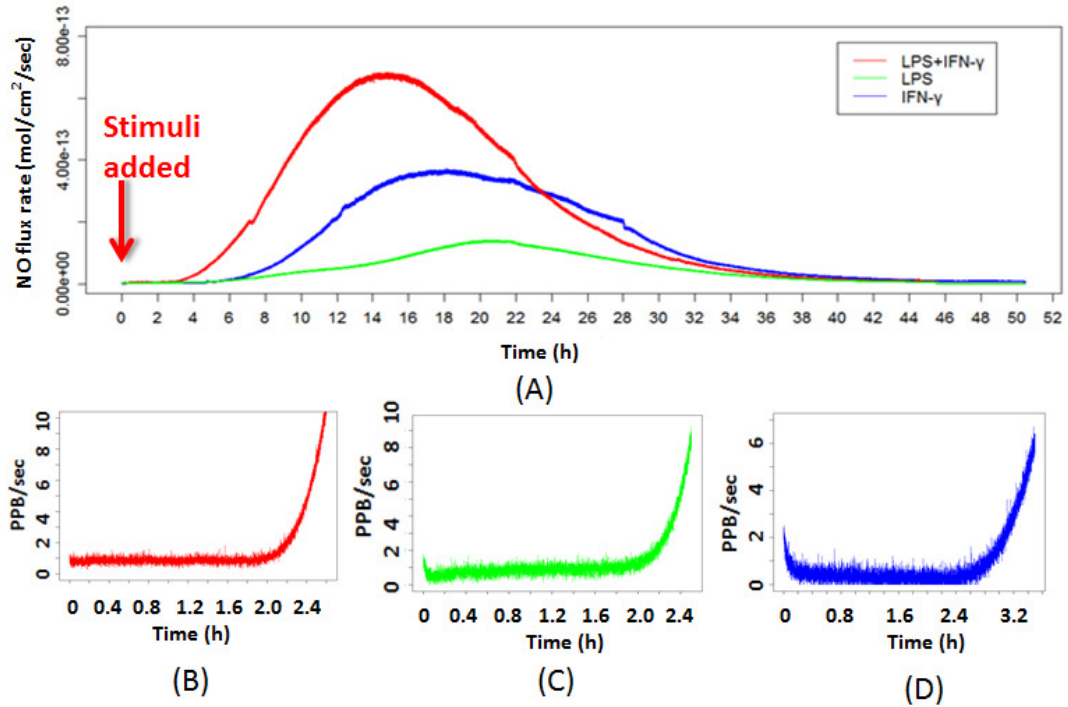 NO flux rate (mol/cm²/sec)
8.00e-13
4.00e-13
0.00e+00
Stimuli
added
LPS+IFN-γ
LPS
IFN-γ
0 2 4 6 8 10 12 14 16 18 20 22 24 26 28 30 32 34 36 38 40 42 44 46 48 50 52
Time (h)
(A)
PPB/sec
10
8
6
4
2
0
0 0.4 0.8 1.2 1.6 2.0 2.4
Time (h)
(B)
PPB/sec
10
8
6
4
2
0
0 0.4 0.8 1.2 1.6 2.0 2.4
Time (h)
(C)
PPB/sec
6
4
2
0
0 0.8 1.6 2.4 3.2
Time (h)
(D)